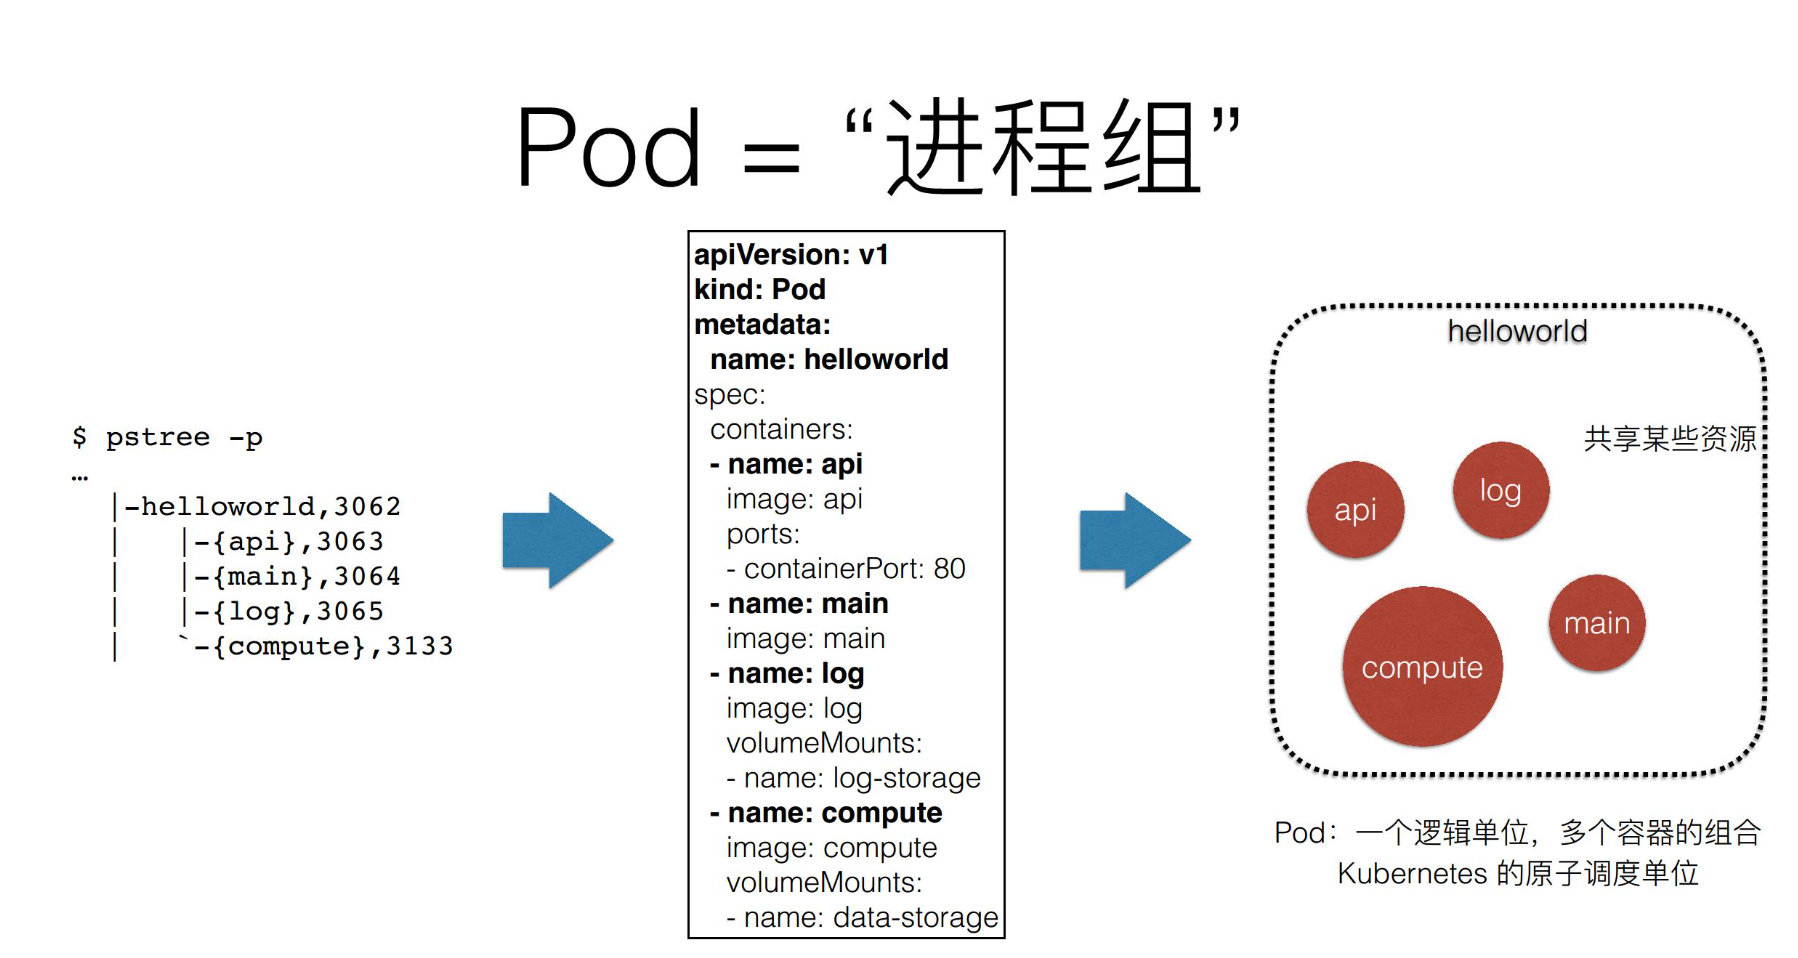 Pod = “进程组”
$ pstree -p
…
|-helloworld,3062
|   |-{api},3063
|   |-{main},3064
|   |-{log},3065
|   `-{compute},3133
apiVersion: v1
kind: Pod
metadata:
  name: helloworld
spec:
  containers:
  - name: api
    image: api
    ports:
    - containerPort: 80
  - name: main
    image: main
  - name: log
    image: log
    volumeMounts:
    - name: log-storage
  - name: compute
    image: compute
    volumeMounts:
    - name: data-storage
helloworld
共享某些资源
api
log
compute
main
Pod：一个逻辑单位，多个容器的组合
Kubernetes 的原子调度单位